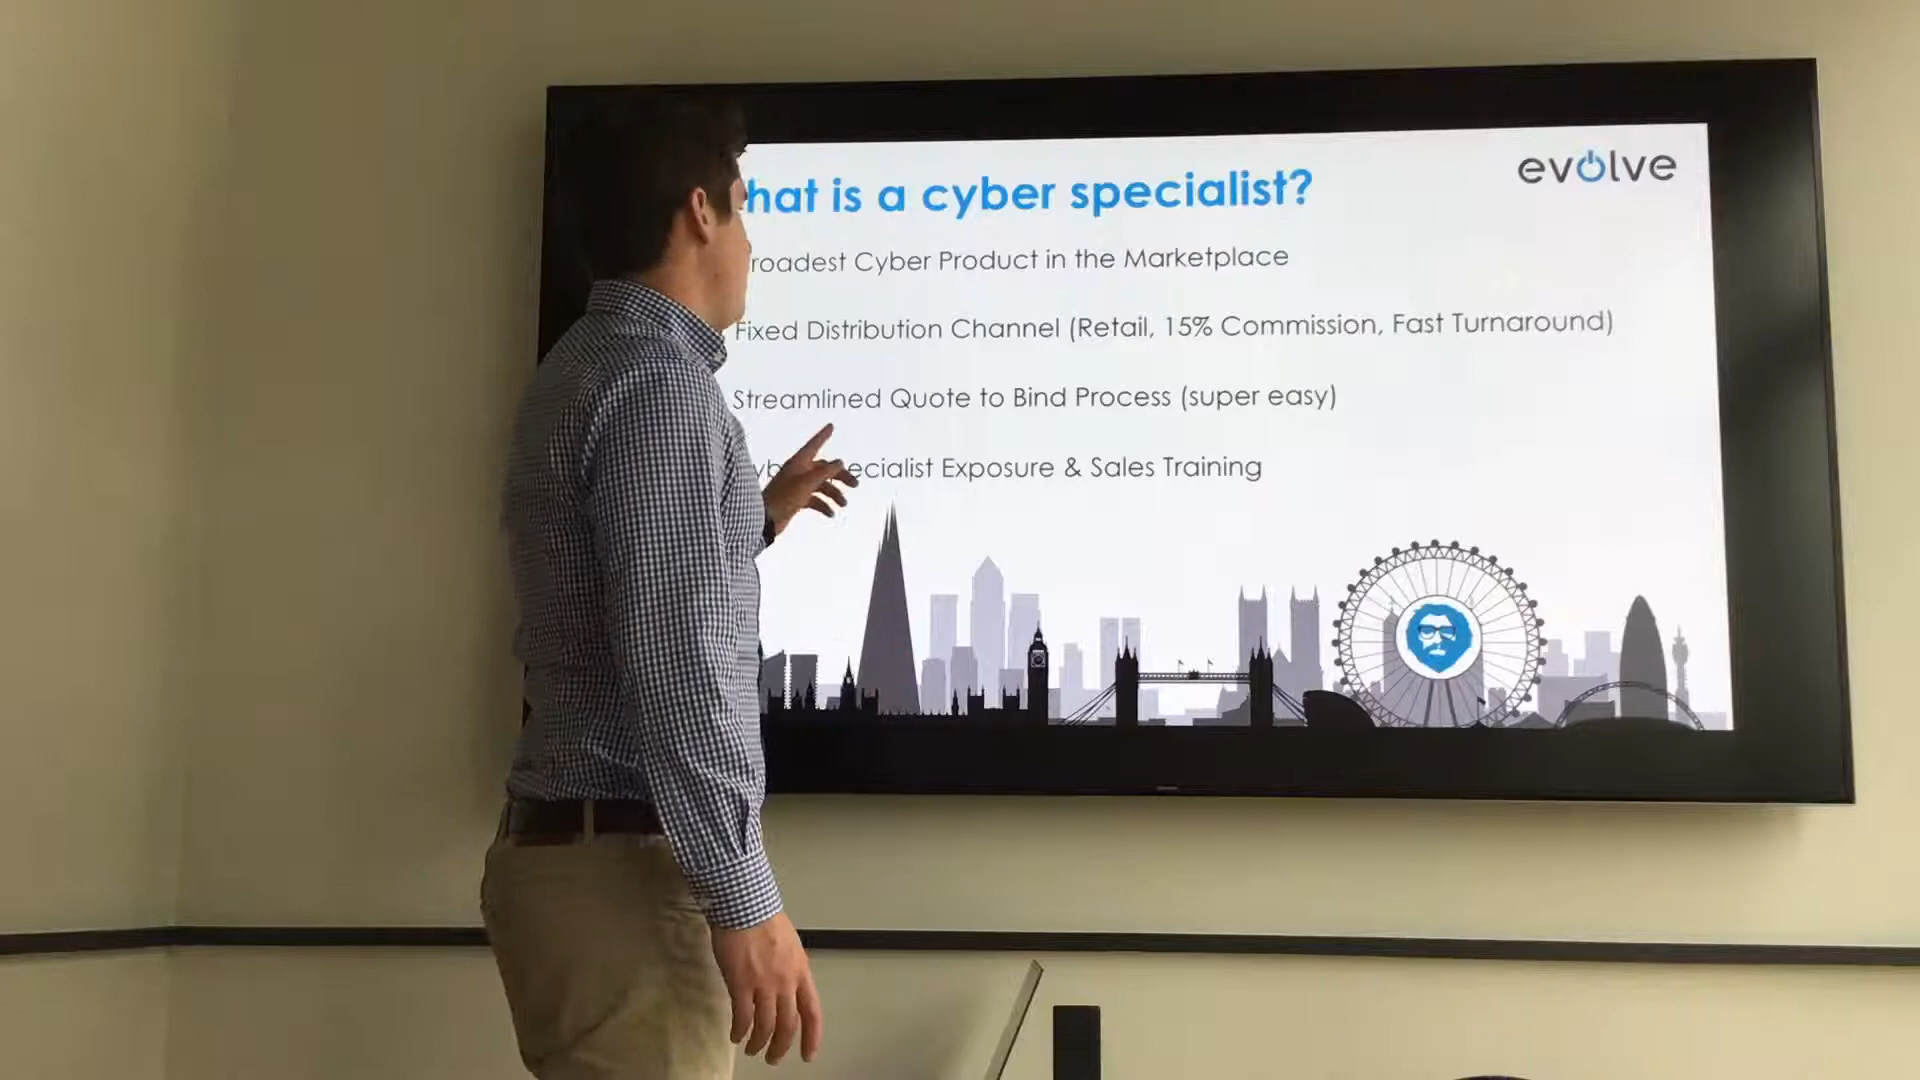 evolve
hat is a cyber specialist?
roadest Cyber Product in the Marketplace
Fixed Distribution Channel (Retail, 15% Commission, Fast Turnaround)
Streamlined Quote to Bind Process (super easy)
yb ecialist Exposure & Sales Training